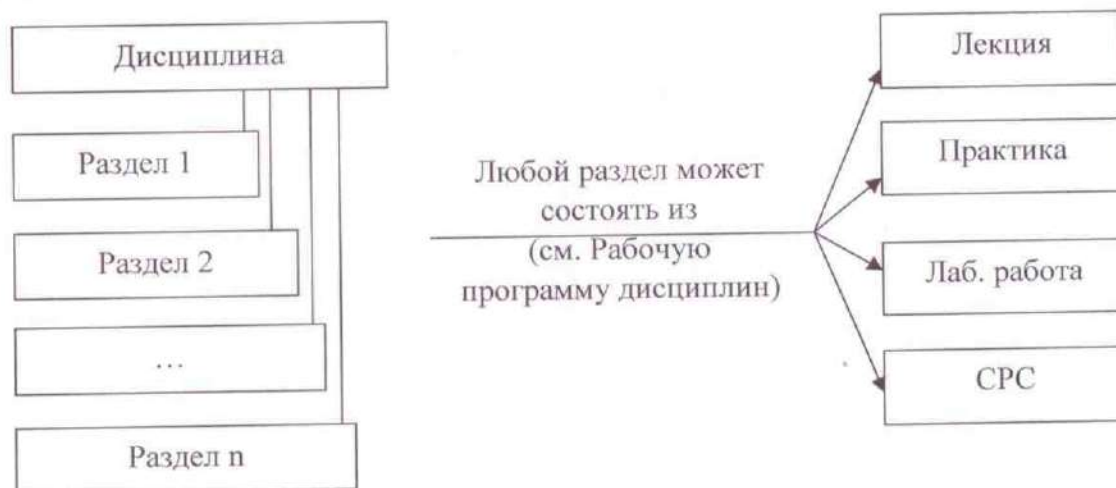 Дисциплина
Раздел 1
Раздел 2
...
Раздел n
Любой раздел может
состоять из
(см. Рабочую
программу дисциплин)
Лекция
Практика
Лаб. работа
СРС